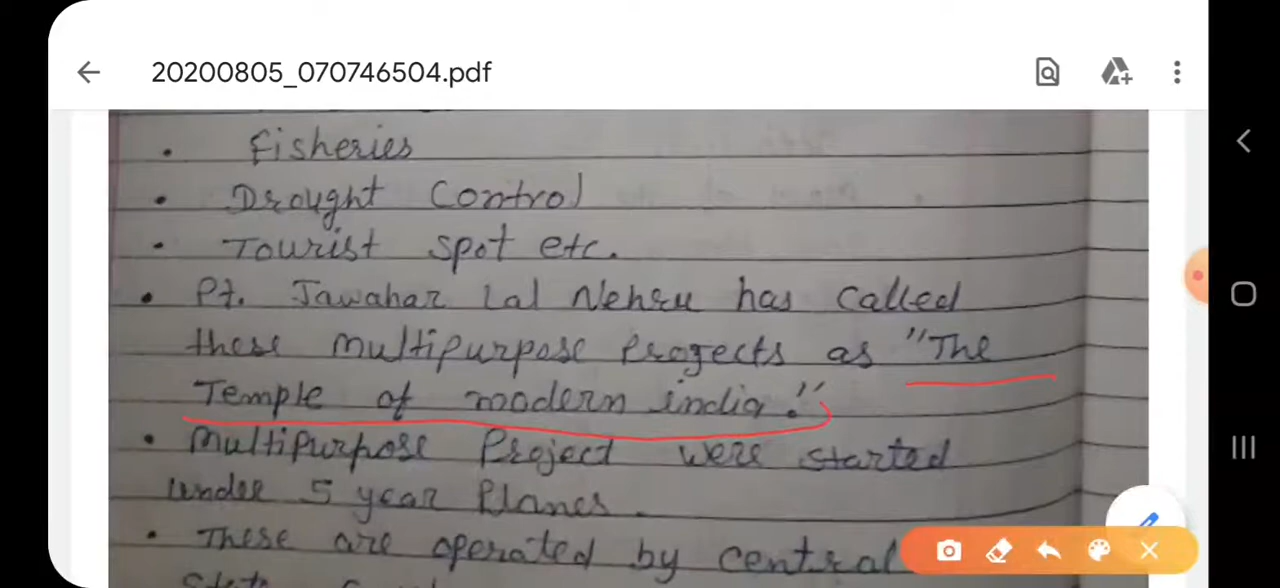 20200805_070746504.pdf
• Fisheries
• Drought Control
• Tourist spot etc.
• Pt. Jawahar Lal Nehru has called
these multipurpose Projects as "The
Temple of modern india."
• Multipurpose Project were started
under 5 year Planes.
• These are operated by central